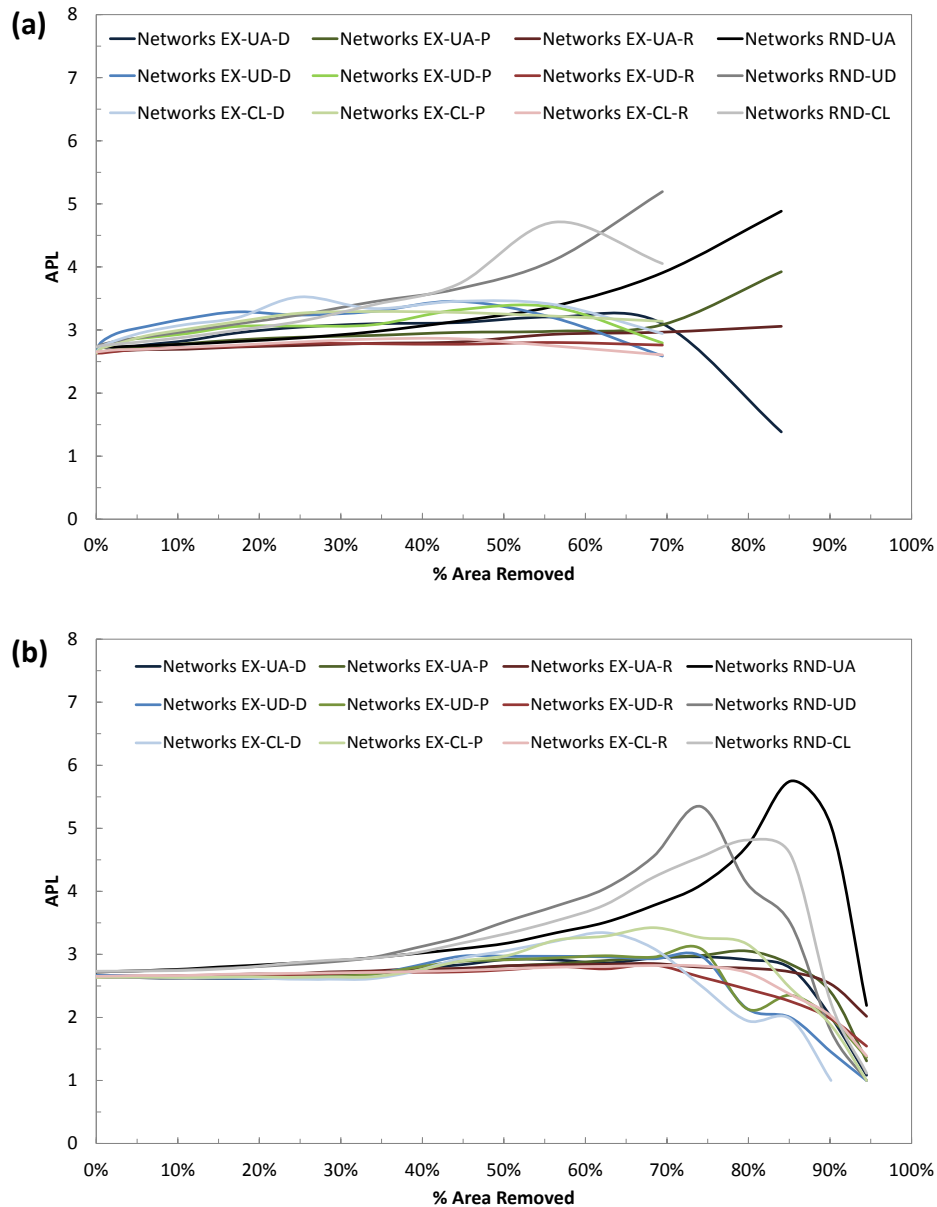 (a)
8
7
6
5
4
3
2
1
0
APL
Networks EX-UA-D Networks EX-UA-P Networks EX-UA-R Networks RND-UA
Networks EX-UD-D Networks EX-UD-P Networks EX-UD-R Networks RND-UD
Networks EX-CL-D Networks EX-CL-P Networks EX-CL-R Networks RND-CL
0% 10% 20% 30% 40% 50% 60% 70% 80% 90% 100%
% Area Removed
(b)
8
7
6
5
4
3
2
1
0
APL
Networks EX-UA-D Networks EX-UA-P Networks EX-UA-R Networks RND-UA
Networks EX-UD-D Networks EX-UD-P Networks EX-UD-R Networks RND-UD
Networks EX-CL-D Networks EX-CL-P Networks EX-CL-R Networks RND-CL
0% 10% 20% 30% 40% 50% 60% 70% 80% 90% 100%
% Area Removed